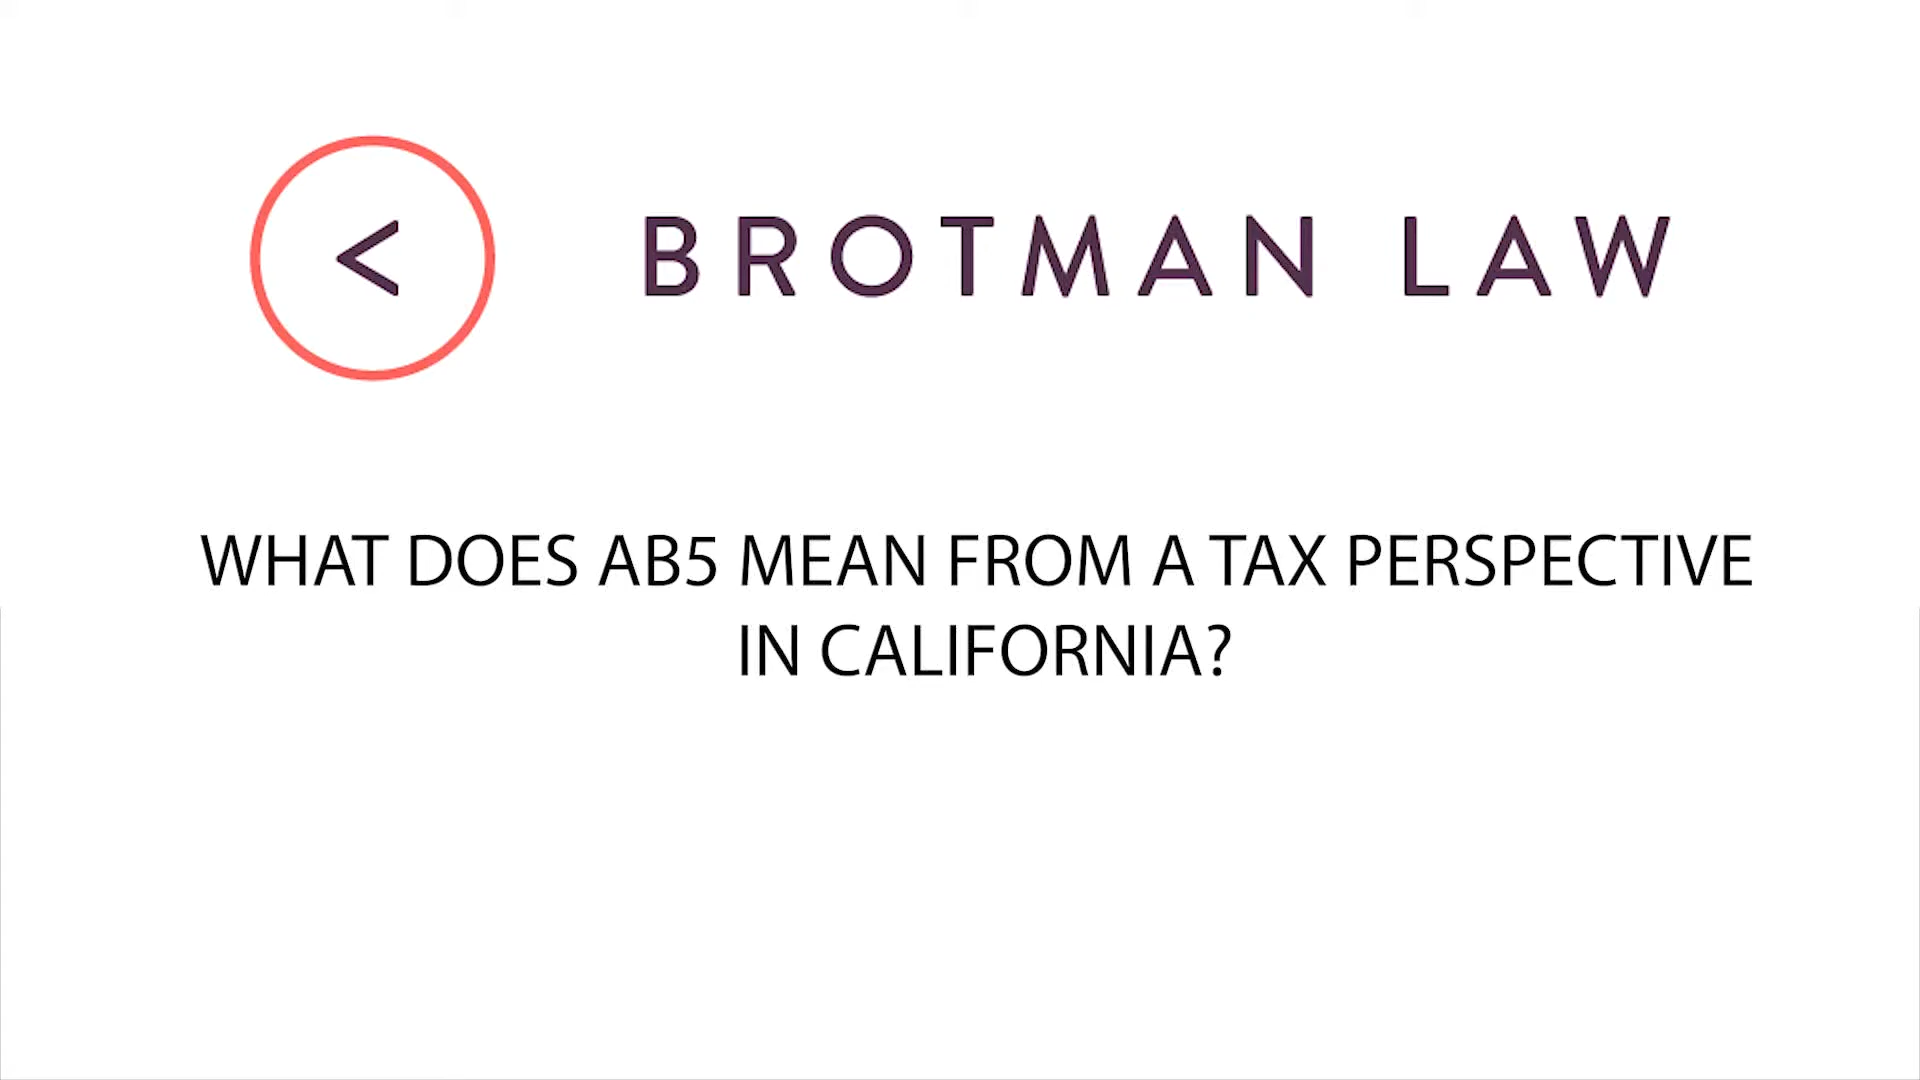 BROTMAN LAW
WHAT DOES AB5 MEAN FROM A TAX PERSPECTIVE
IN CALIFORNIA?